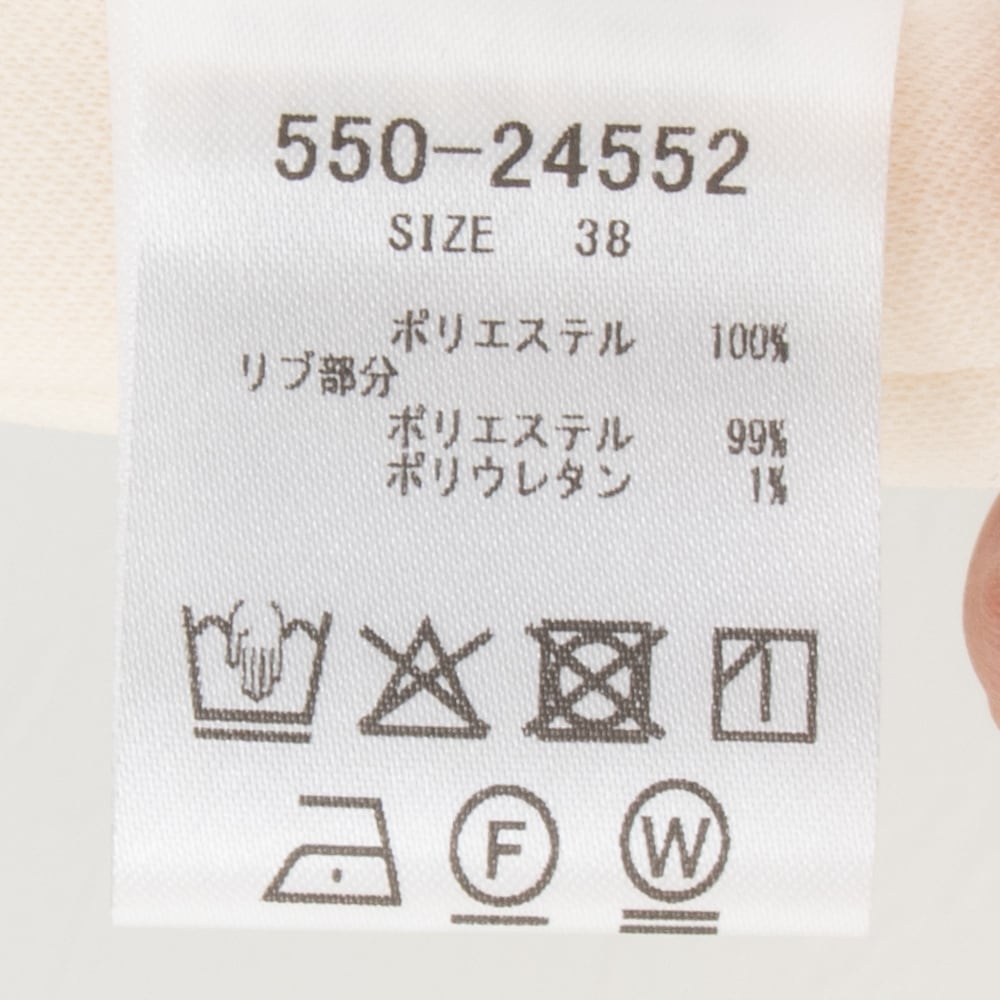 550-24552
SIZE 38
ポリエステル 100%
リブ部分
ポリエステル 99%
ポリウレタン 1%
F W